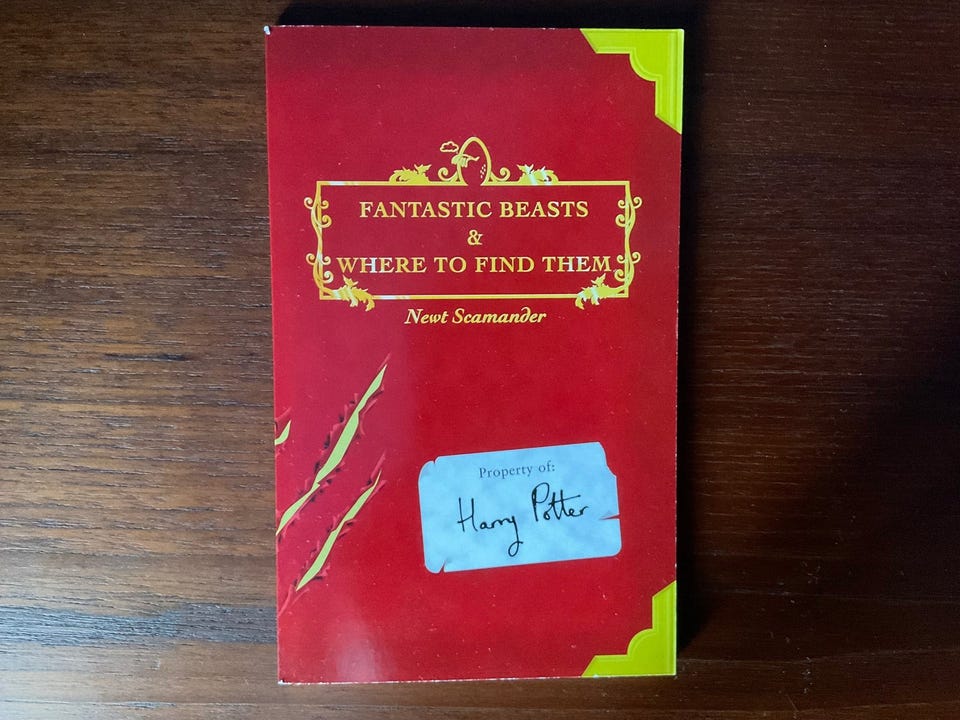 FANTASTIC BEASTS
&
WHERE TO FIND THEM
Newt Scamander
Property of:
Harry Potter